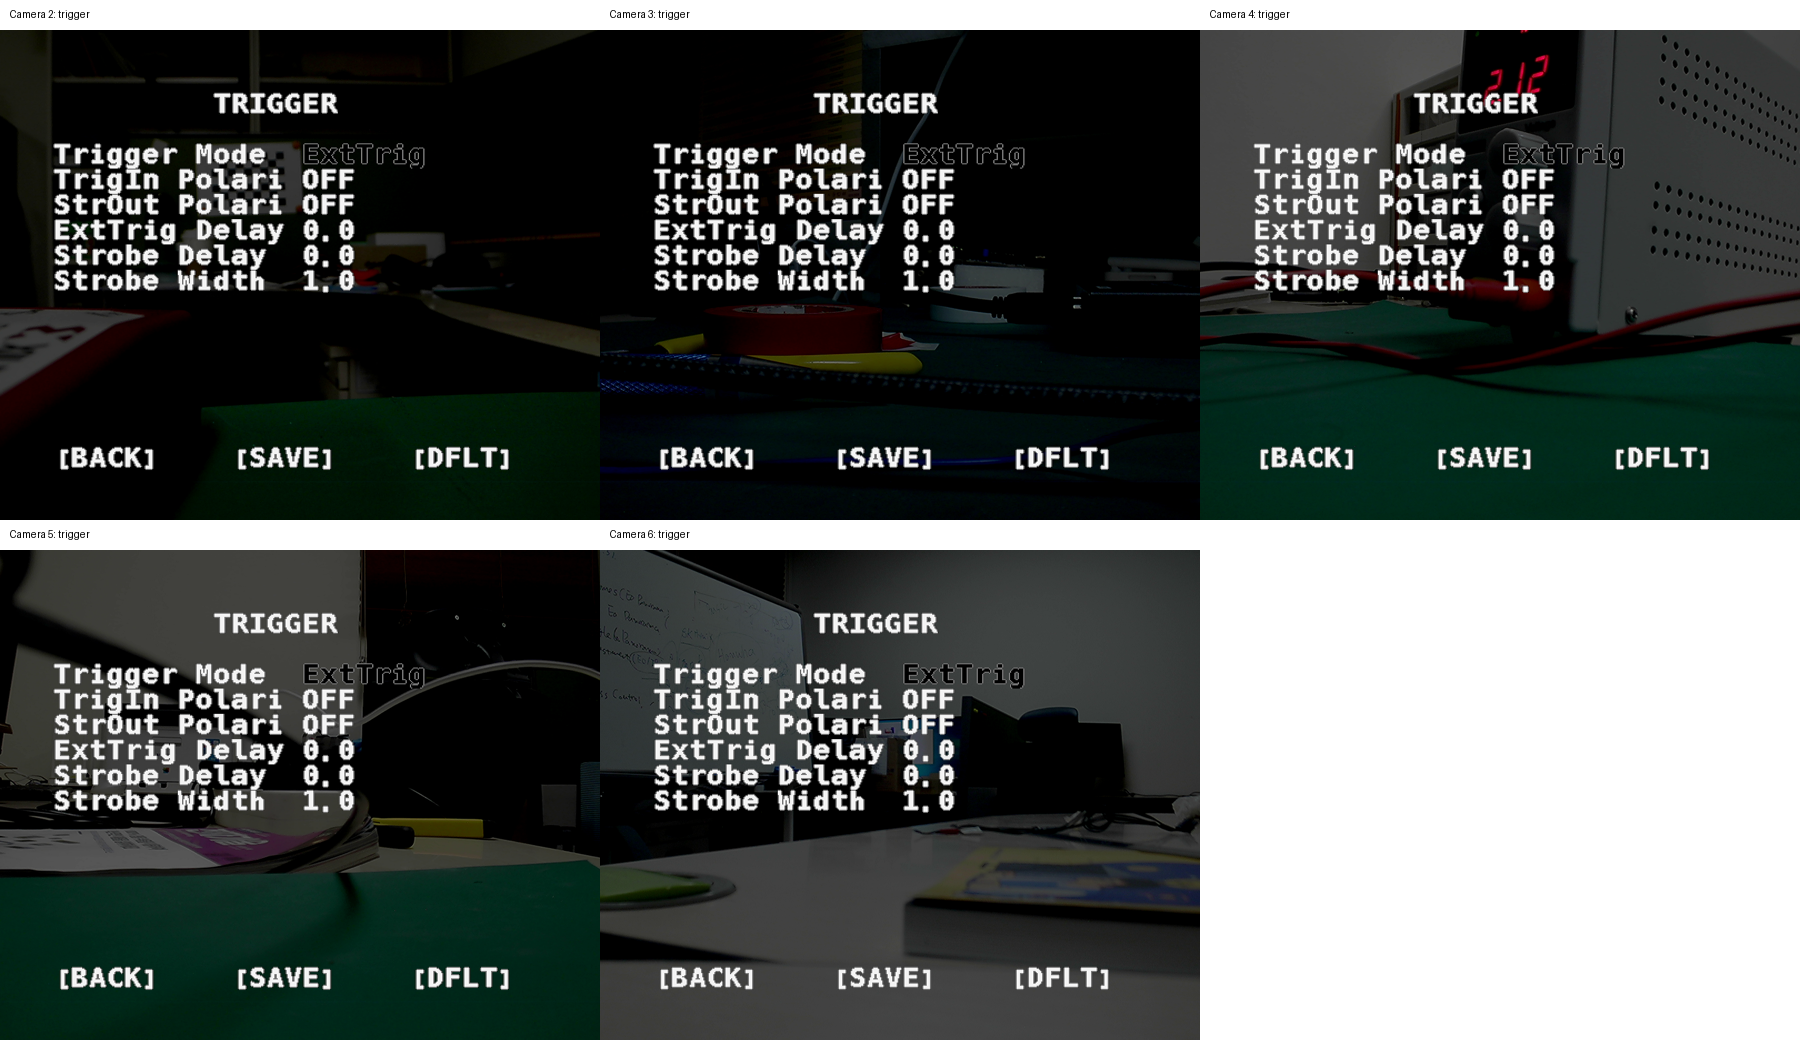 Camera 2: trigger
TRIGGER
Trigger Mode ExtTrig
TrigIn Polari OFF
StrOut Polari OFF
ExtTrig Delay 0.0
Strobe Delay 0.0
Strobe Width 1.0
[BACK] [SAVE] [DFLT]
Camera 3: trigger
TRIGGER
Trigger Mode ExtTrig
TrigIn Polari OFF
StrOut Polari OFF
ExtTrig Delay 0.0
Strobe Delay 0.0
Strobe Width 1.0
[BACK] [SAVE] [DFLT]
Camera 4: trigger
212
TRIGGER
Trigger Mode ExtTrig
TrigIn Polari OFF
StrOut Polari OFF
ExtTrig Delay 0.0
Strobe Delay 0.0
Strobe Width 1.0
[BACK] [SAVE] [DFLT]
Camera 5: trigger
TRIGGER
Trigger Mode ExtTrig
TrigIn Polari OFF
StrOut Polari OFF
ExtTrig Delay 0.0
Strobe Delay 0.0
Strobe Width 1.0
[BACK] [SAVE] [DFLT]
Camera 6: trigger
TRIGGER
Trigger Mode ExtTrig
TrigIn Polari OFF
StrOut Polari OFF
ExtTrig Delay 0.0
Strobe Delay 0.0
Strobe Width 1.0
[BACK] [SAVE] [DFLT]